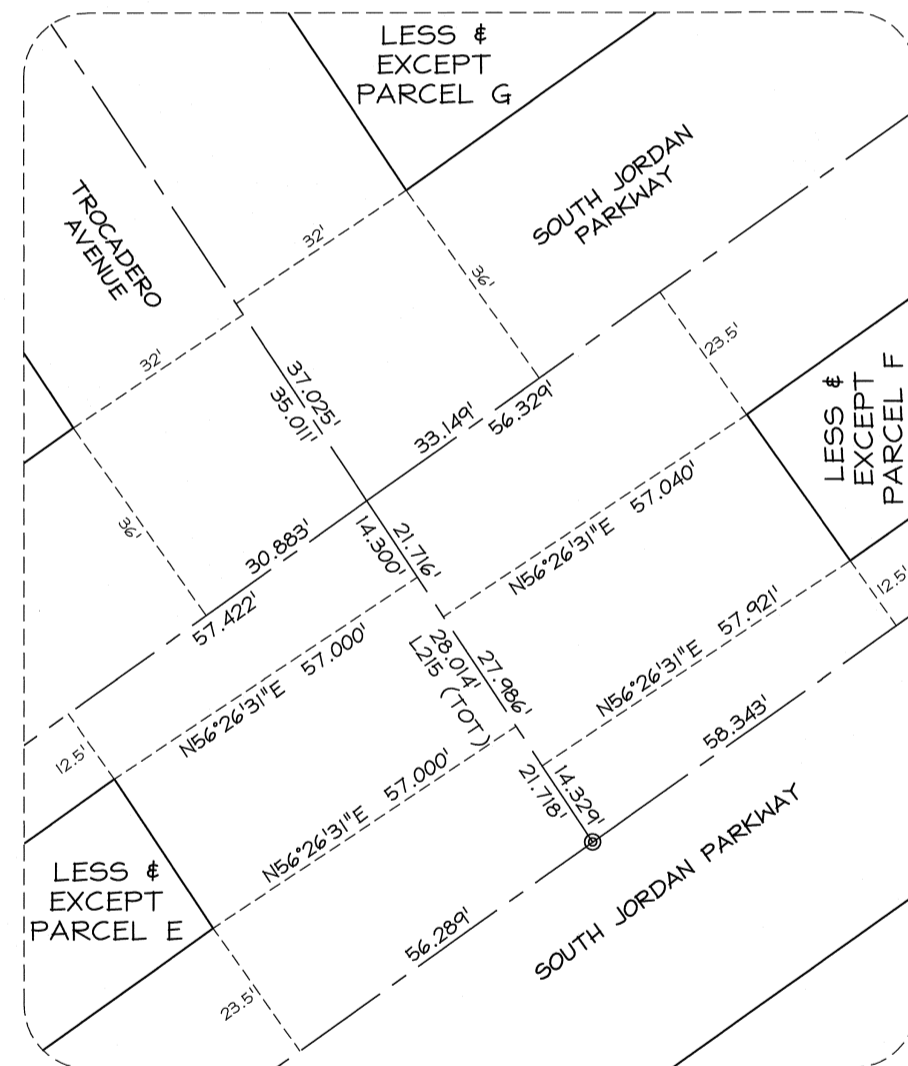 LESS &
EXCEPT
PARCEL G
SOUTH JORDAN
PARKWAY
TROCADERO
AVENUE
32'
36'
32'
23.5'
37.025'
35.011'
33.149'
56.329'
LESS &
EXCEPT
PARCEL F
36'
30.883'
57.422'
21.716'
14.300'
N56°26'31"E 57.040'
12.5'
N56°26'31"E 57.000'
27.986'
28.014'
L215 (TOT)
N56°26'31"E 57.921'
12.5'
N56°26'31"E 57.000'
58.343'
14.329'
21.718'
LESS &
EXCEPT
PARCEL E
56.289'
SOUTH JORDAN PARKWAY
23.5'